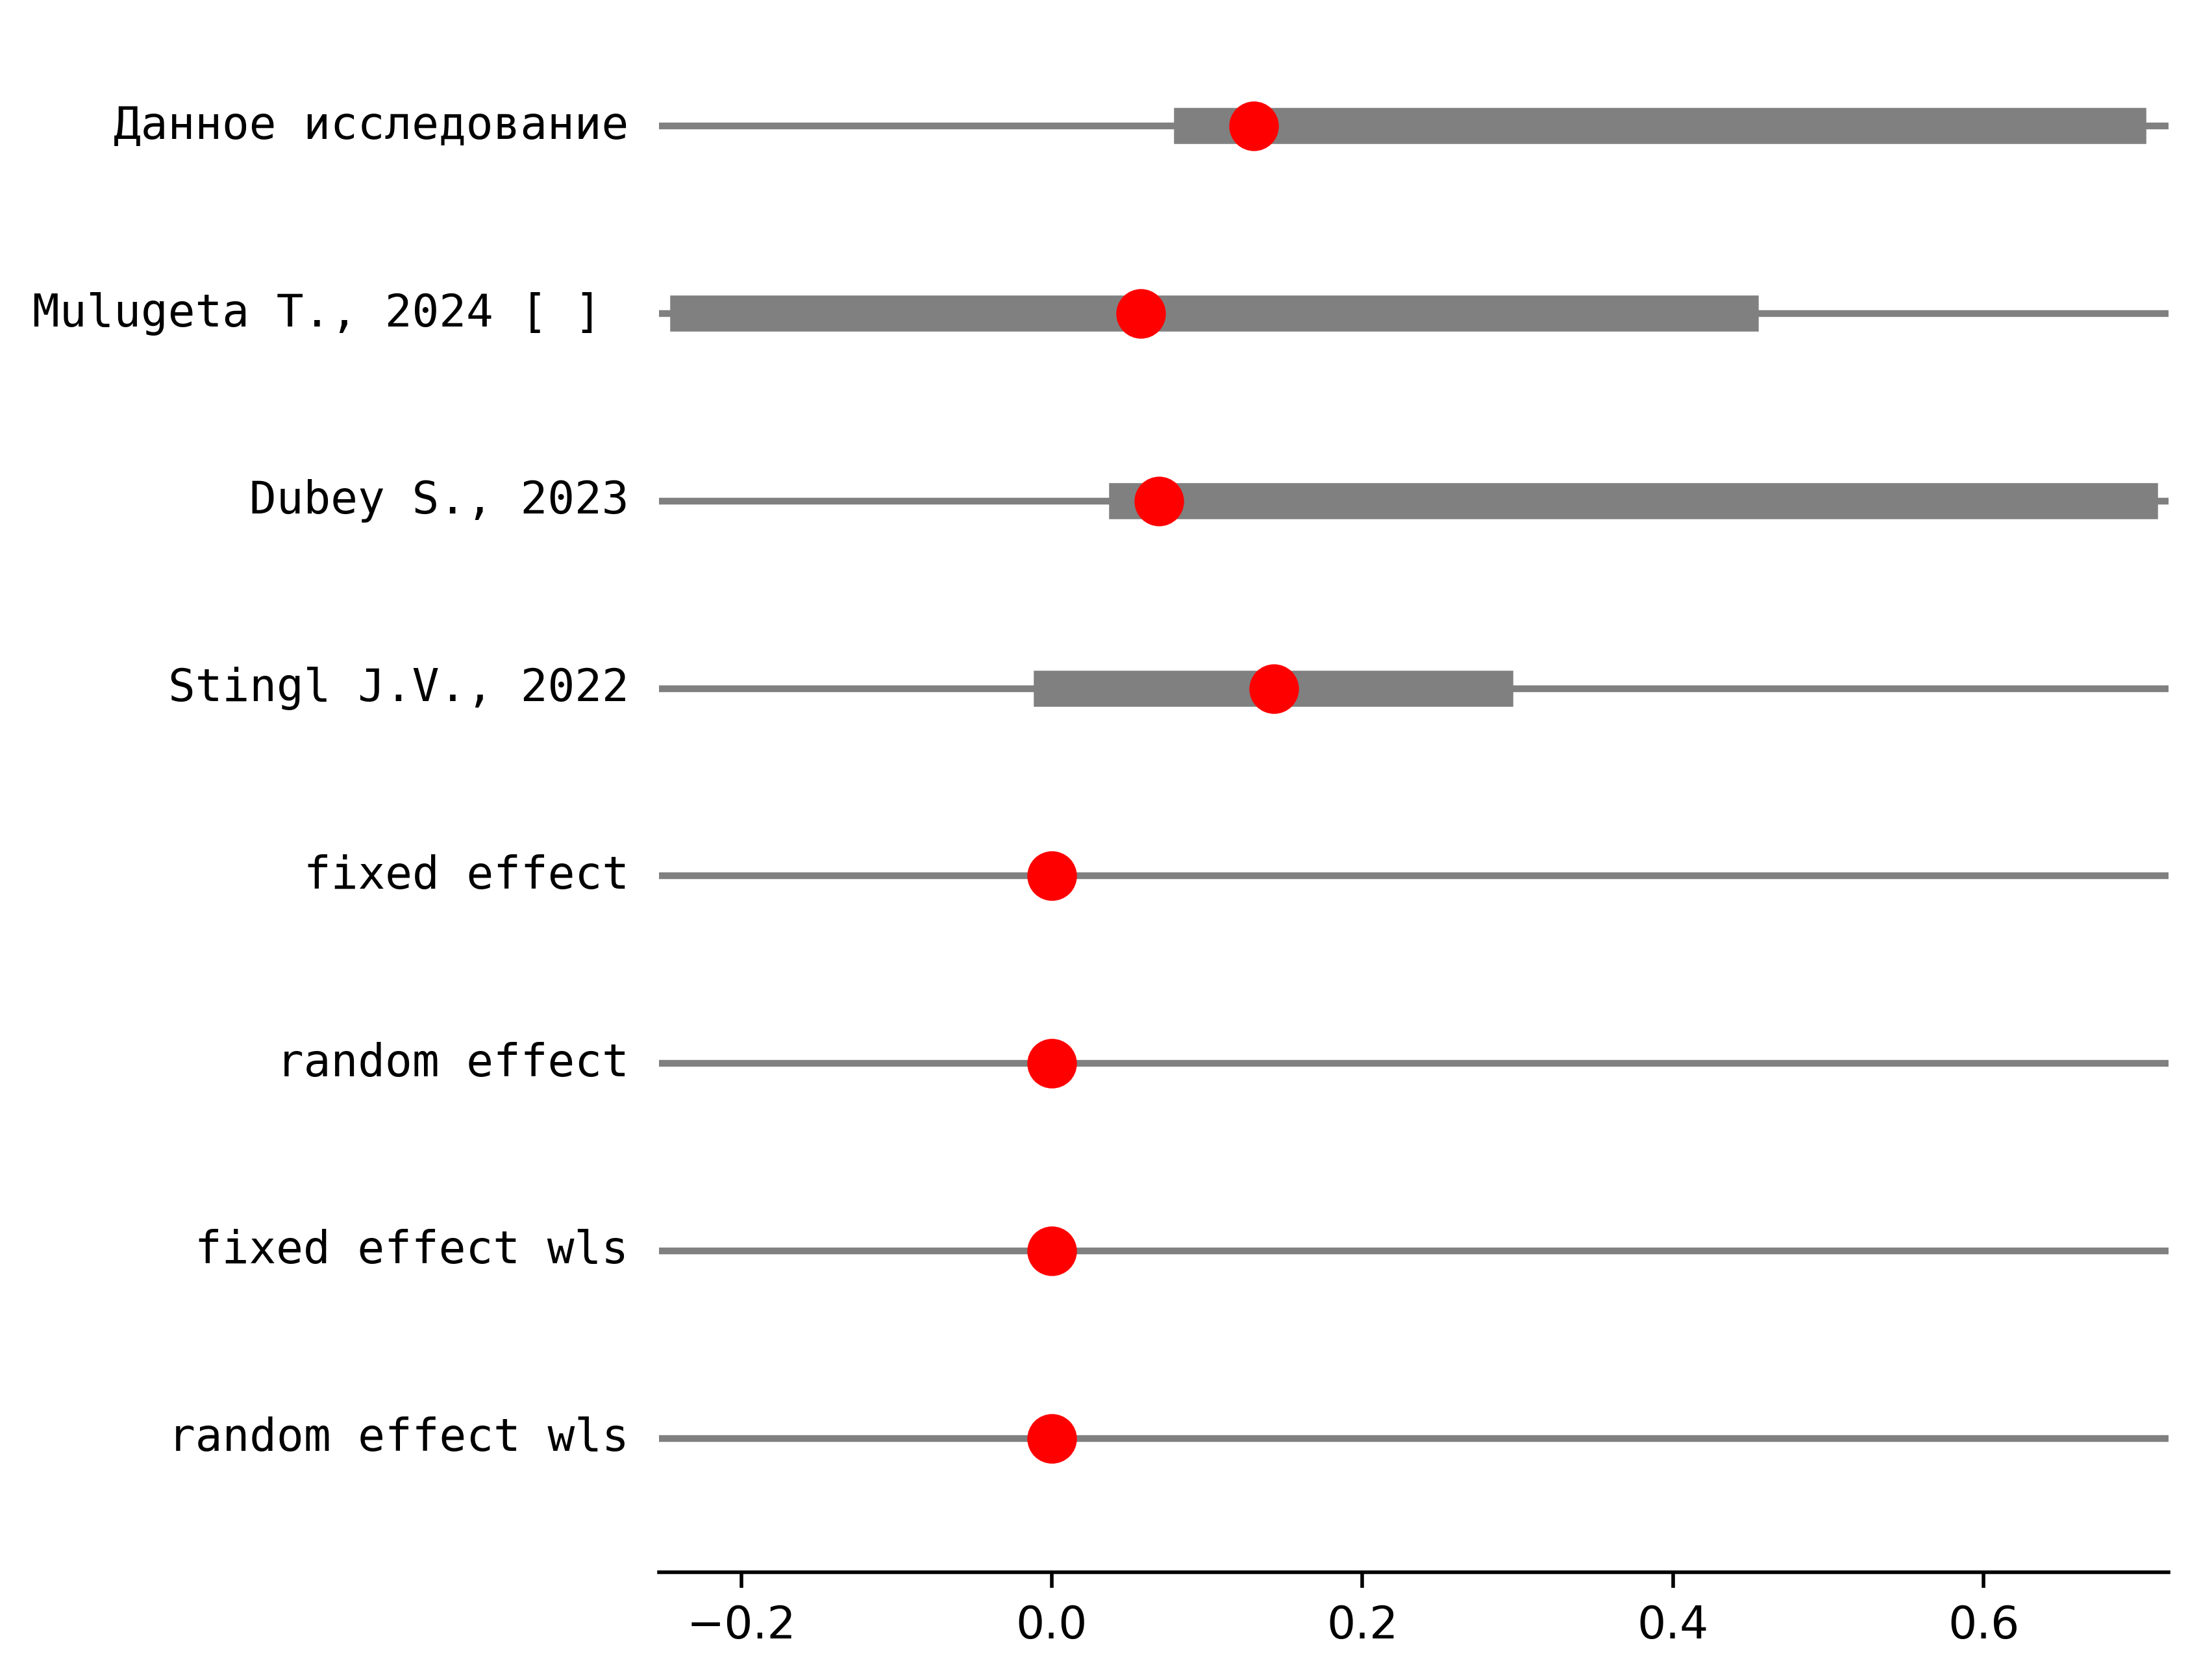 Данное исследование
Mulugeta T., 2024 [ ]
Dubey S., 2023
Stingl J.V., 2022
fixed effect
random effect
fixed effect wls
random effect wls
−0.2 0.0 0.2 0.4 0.6